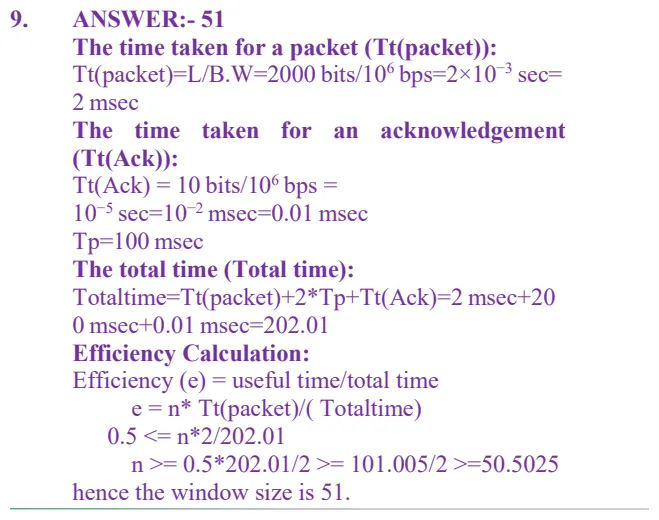 9. ANSWER:- 51
The time taken for a packet (Tt(packet)):
Tt(packet)=L/B.W=2000 bits/10⁶ bps=2×10⁻³ sec=
2 msec
The time taken for an acknowledgement
(Tt(Ack)):
Tt(Ack) = 10 bits/10⁶ bps =
10⁻⁵ sec=10⁻² msec=0.01 msec
Tp=100 msec
The total time (Total time):
Totaltime=Tt(packet)+2*Tp+Tt(Ack)=2 msec+20
0 msec+0.01 msec=202.01
Efficiency Calculation:
Efficiency (e) = useful time/total time
e = n* Tt(packet)/( Totaltime)
0.5 <= n*2/202.01
n >= 0.5*202.01/2 >= 101.005/2 >=50.5025
hence the window size is 51.